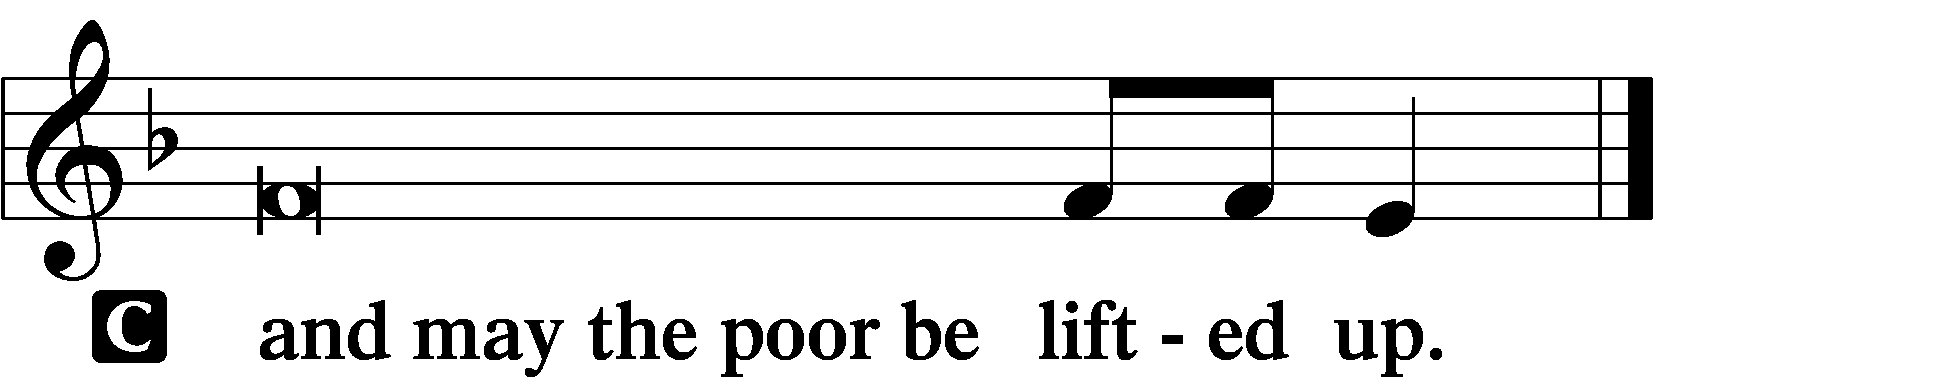 C and may the poor be lift - ed up.